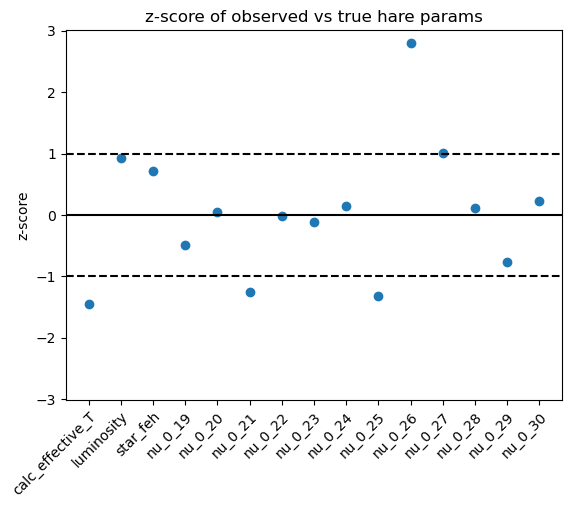 z-score of observed vs true hare params
z-score
3
2
1
0
−1
−2
−3
calc_effective_T
luminosity
star_feh
nu_0_19
nu_0_20
nu_0_21
nu_0_22
nu_0_23
nu_0_24
nu_0_25
nu_0_26
nu_0_27
nu_0_28
nu_0_29
nu_0_30